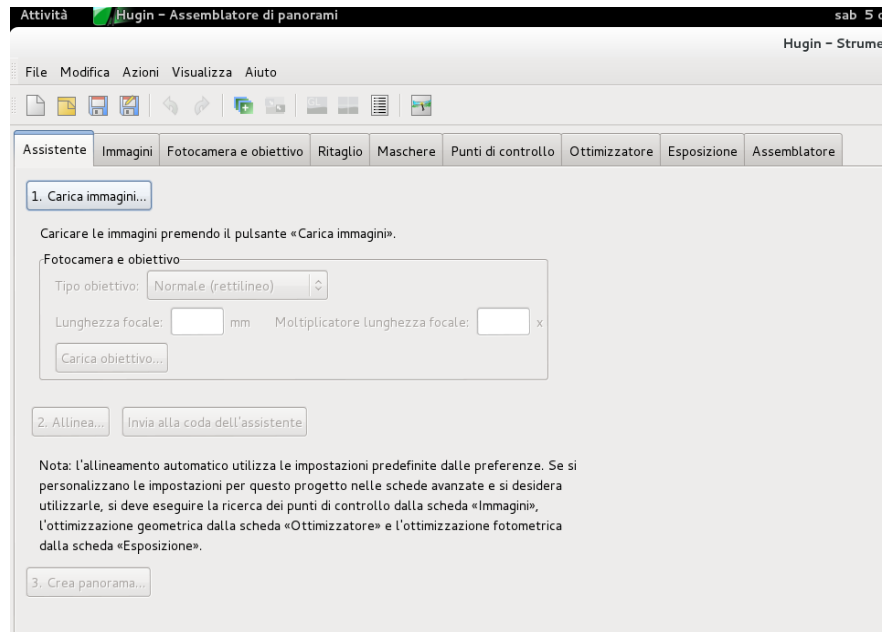 Attività Hugin – Assemblatore di panorami sab 5
Hugin – Strume
File Modifica Azioni Visualizza Aiuto
Assistente Immagini Fotocamera e obiettivo Ritaglio Maschere Punti di controllo Ottimizzatore Esposizione Assemblatore
1. Carica immagini...
Caricare le immagini premendo il pulsante «Carica immagini».
Fotocamera e obiettivo
Tipo obiettivo: Normale (rettilineo)
Lunghezza focale: mm Moltiplicatore lunghezza focale: x
Carica obiettivo...
2. Allinea... Invia alla coda dell'assistente
Nota: l'allineamento automatico utilizza le impostazioni predefinite dalle preferenze. Se si
personalizzano le impostazioni per questo progetto nelle schede avanzate e si desidera
utilizzarle, si deve eseguire la ricerca dei punti di controllo dalla scheda «Immagini»,
l'ottimizzazione geometrica dalla scheda «Ottimizzatore» e l'ottimizzazione fotometrica
dalla scheda «Esposizione».
3. Crea panorama...